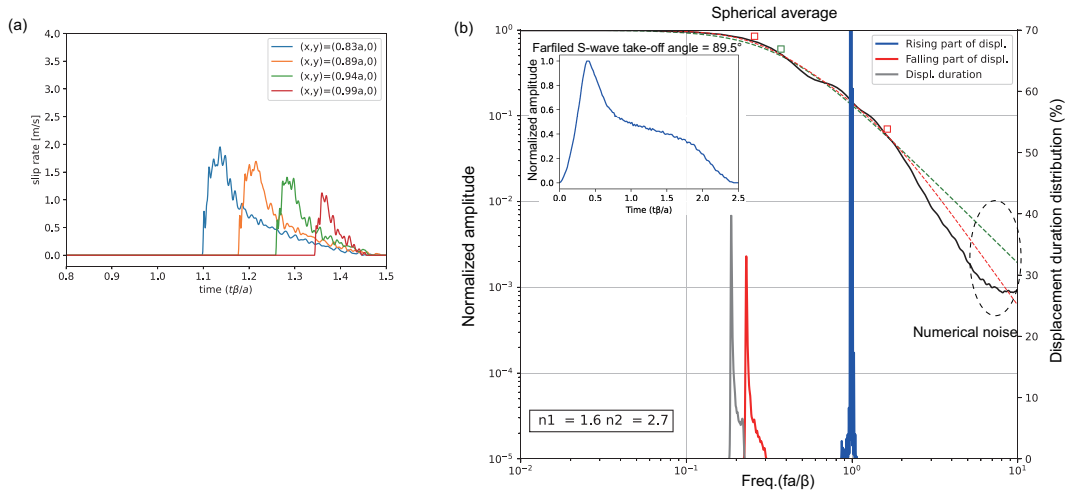 (a)
4.0
3.5
3.0
2.5
2.0
1.5
1.0
0.5
0.0
slip rate [m/s]
0.8 0.9 1.0 1.1 1.2 1.3 1.4 1.5
time (tβ/a)
(x,y)=(0.83a,0)
(x,y)=(0.89a,0)
(x,y)=(0.94a,0)
(x,y)=(0.99a,0)
(b)
Spherical average
10^0
10^-1
10^-2
10^-3
10^-4
10^-5
Normalized amplitude
10^-2 10^-1 10^0 10^1
Freq.(fa/β)
70
60
50
40
30
20
10
0
Displacement duration distribution (%)
Rising part of displ.
Falling part of displ.
Displ. duration
Farfiled S-wave take-off angle = 89.5°
1.0
0.8
0.6
0.4
0.2
0.0
Normalized amplitude
0.0 0.5 1.0 1.5 2.0 2.5
Time (tβ/a)
Numerical noise
n1 = 1.6 n2 = 2.7